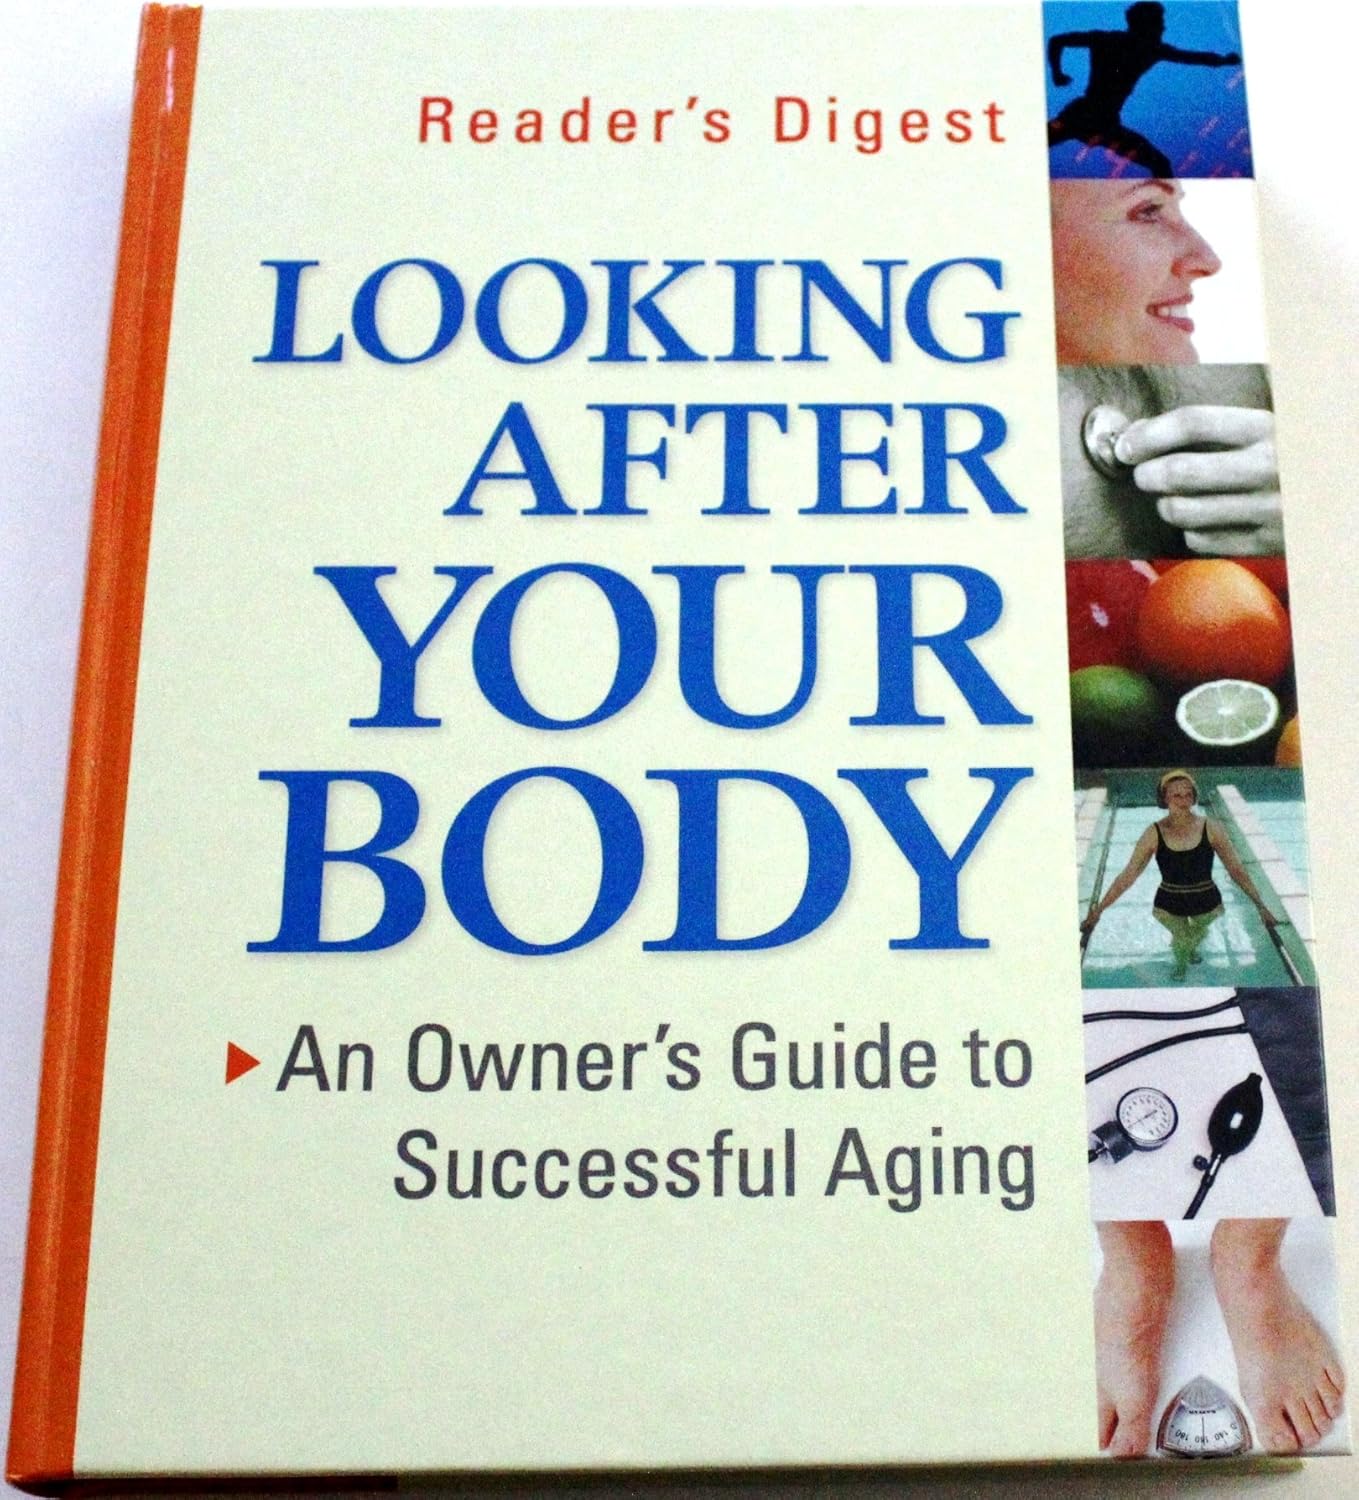 Reader's Digest
LOOKING
AFTER
YOUR
BODY
An Owner's Guide to
Successful Aging